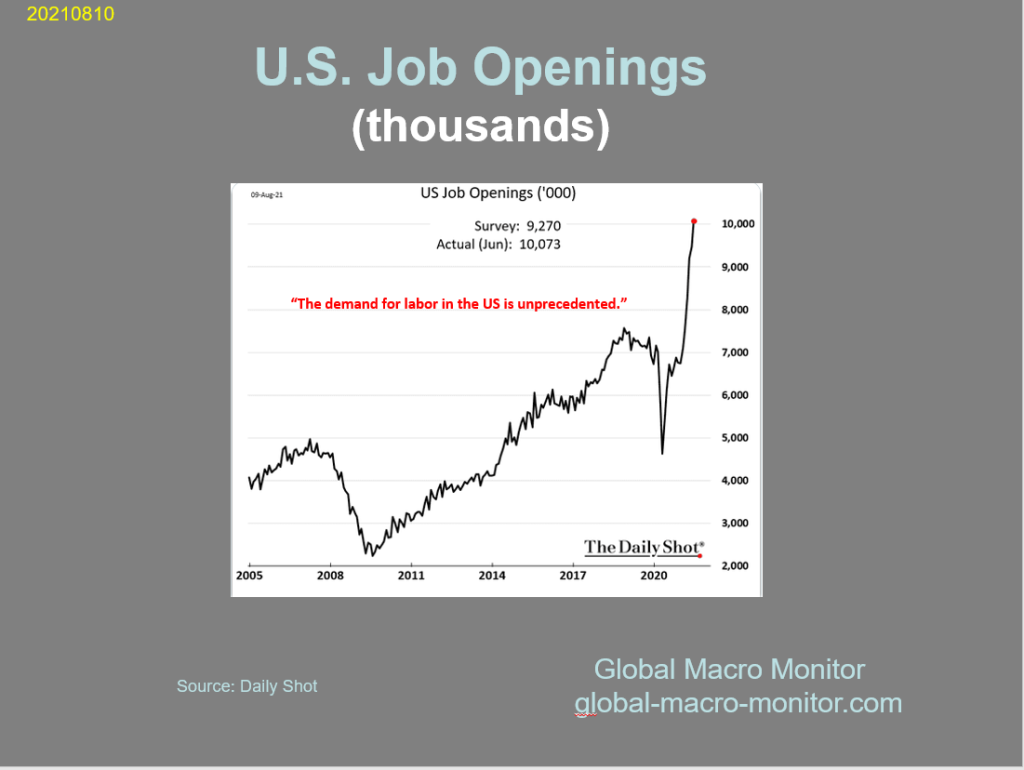 20210810
U.S. Job Openings
(thousands)
09-Aug-21
US Job Openings ('000)
Survey: 9,270
Actual (Jun): 10,073
“The demand for labor in the US is unprecedented.”
10,000
9,000
8,000
7,000
6,000
5,000
4,000
3,000
2,000
The Daily Shot®
2005 2008 2011 2014 2017 2020
Source: Daily Shot
Global Macro Monitor
global-macro-monitor.com